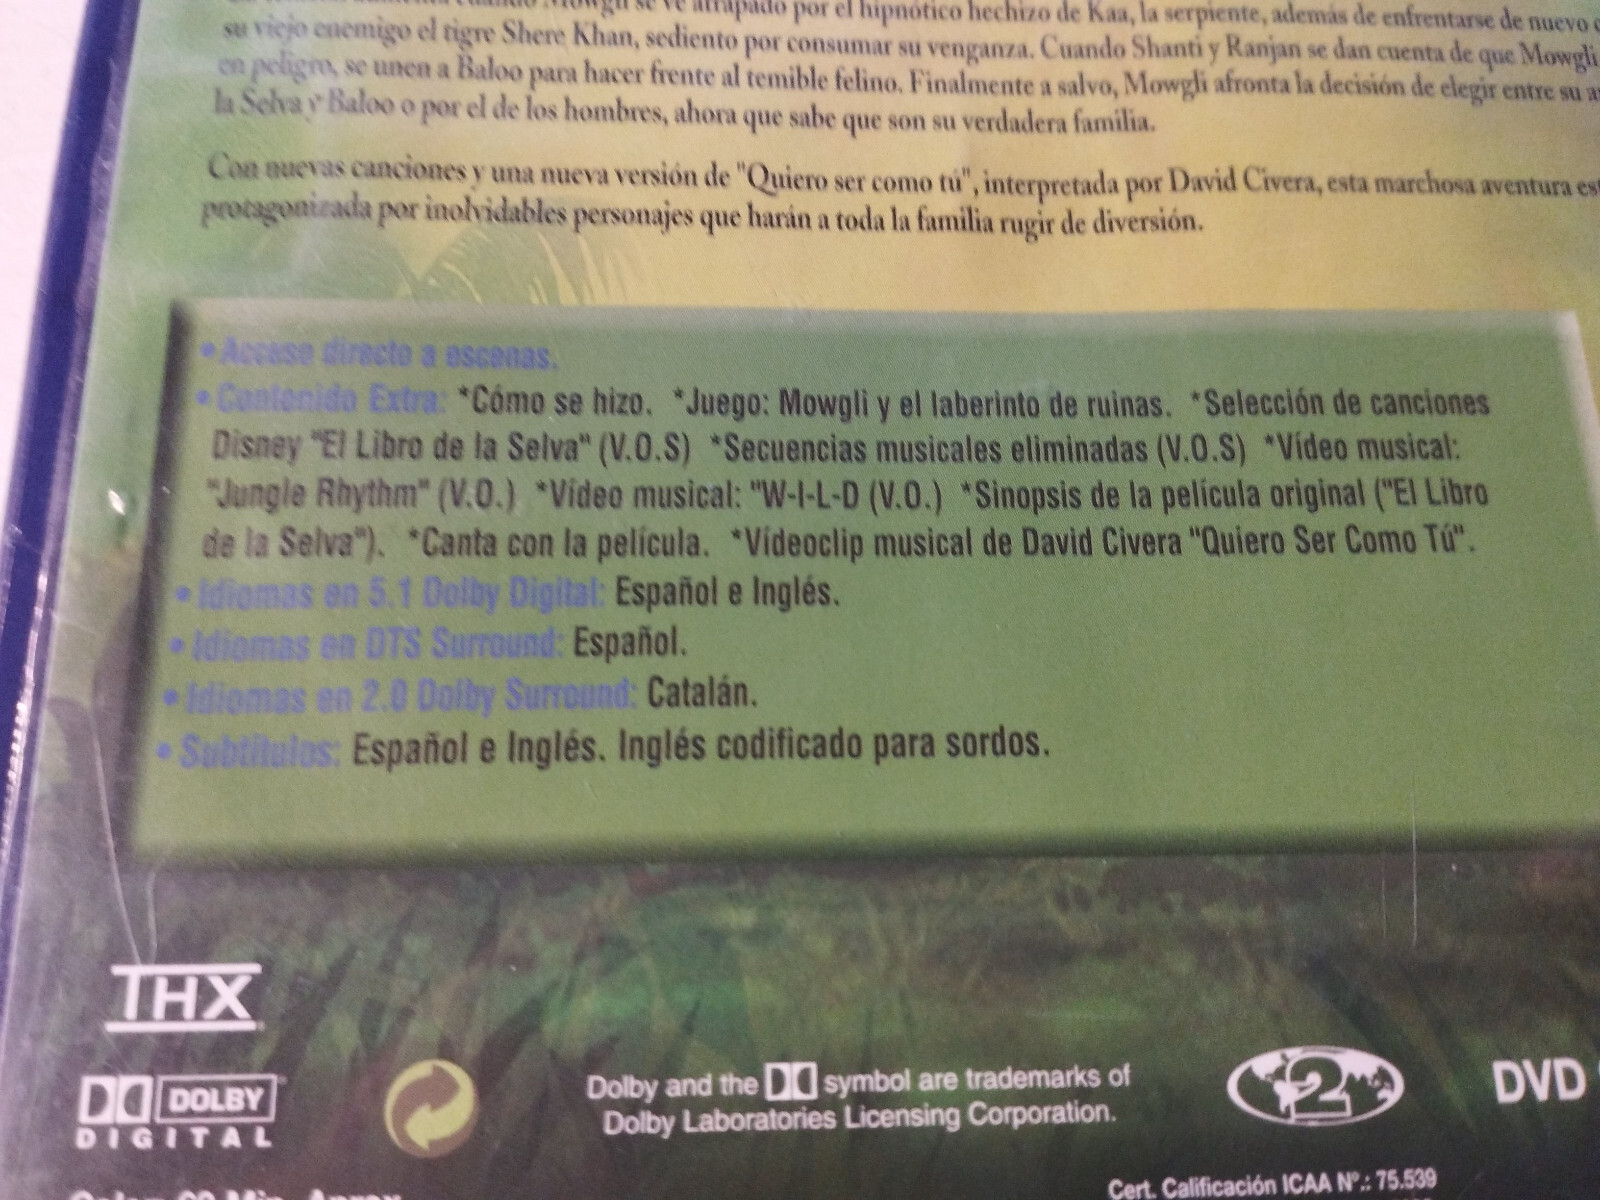 Mowgli se ve atrapado por el hipnótico hechizo de Kaa, la serpiente, además de enfrentarse de nuevo
su viejo enemigo el tigre Shere Khan, sediento por consumar su venganza. Cuando Shanti y Ranjan se dan cuenta de que Mowgli
en peligro, se unen a Baloo para hacer frente al temible felino. Finalmente a salvo, Mowgli afronta la decisión de elegir entre su
la Selva y Baloo o por el de los hombres, ahora que sabe que son su verdadera familia.
Con nuevas canciones y una nueva versión de "Quiero ser como tú", interpretada por David Civera, esta marchosa aventura
protagonizada por inolvidables personajes que harán a toda la familia rugir de diversión.
• Acceso directo a escenas.
• Contenido Extra: *Cómo se hizo. *Juego: Mowgli y el laberinto de ruinas. *Selección de canciones
Disney "El Libro de la Selva" (V.O.S) *Secuencias musicales eliminadas (V.O.S) *Vídeo musical:
"Jungle Rhythm" (V.O.) *Vídeo musical: "W-I-L-D (V.O.) *Sinopsis de la película original ("El Libro
de la Selva"). *Canta con la película. *Vídeoclip musical de David Civera "Quiero Ser Como Tú".
• Idiomas en 5.1 Dolby Digital: Español e Inglés.
• Idiomas en DTS Surround: Español.
• Idiomas en 2.0 Dolby Surround: Catalán.
• Subtítulos: Español e Inglés. Inglés codificado para sordos.
THX
DOLBY
DIGITAL
Dolby and the symbol are trademarks of
Dolby Laboratories Licensing Corporation.
2
DVD
Cert. Calificación ICAA Nº.: 75.539